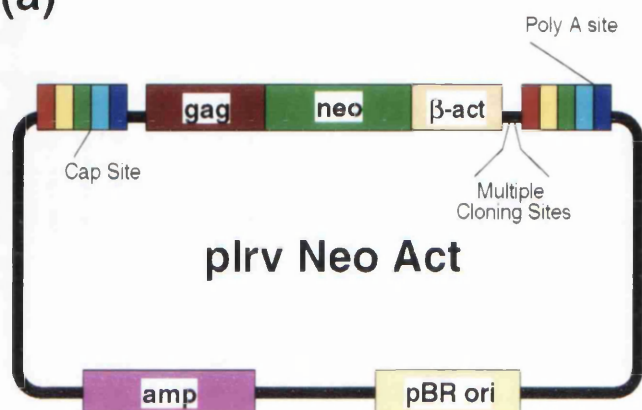 (a)
Poly A site
gag
neo
β-act
Cap Site
Multiple
Cloning Sites
pIrv Neo Act
amp
pBR ori